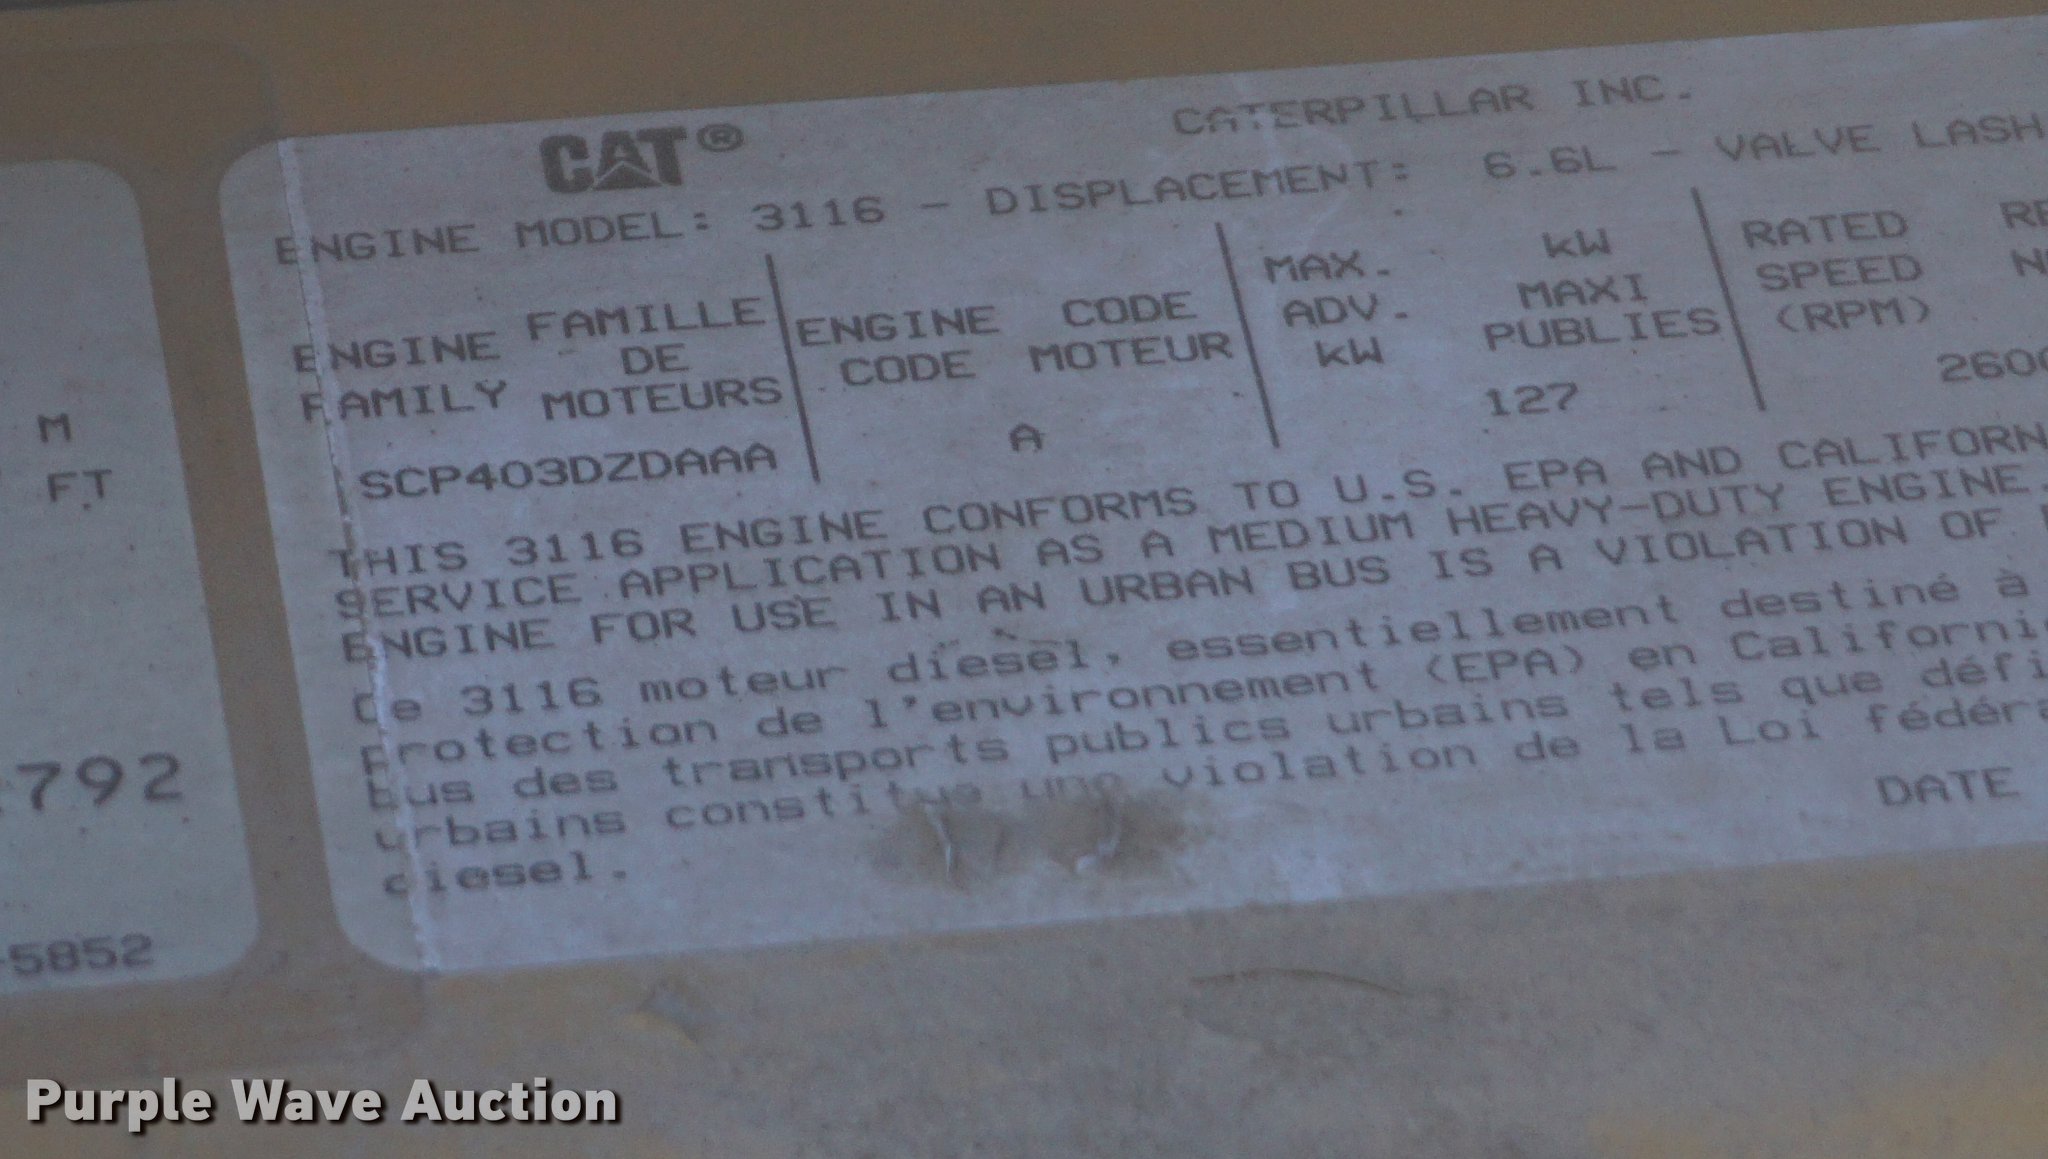 CAT®
CATERPILLAR INC.
ENGINE MODEL: 3116 - DISPLACEMENT: 6.6L - VALVE LASH
ENGINE FAMILLE
DE
FAMILY MOTEURS
SCP403DZDAAA
ENGINE CODE
CODE MOTEUR
A
MAX. kW
ADV. MAXI
kW PUBLIES
127
RATED
SPEED
(RPM)
2600
THIS 3116 ENGINE CONFORMS TO U.S. EPA AND CALIFORN
SERVICE APPLICATION AS A MEDIUM HEAVY-DUTY ENGINE.
ENGINE FOR USE IN AN URBAN BUS IS A VIOLATION OF
Ce 3116 moteur diesel, essentiellement destiné à
protection de l'environnement (EPA) en Californi
bus des transports publics urbains tels que défi
urbains constitue une violation de la Loi fédéra
diesel.
DATE
M
FT
792
-5852
Purple Wave Auction